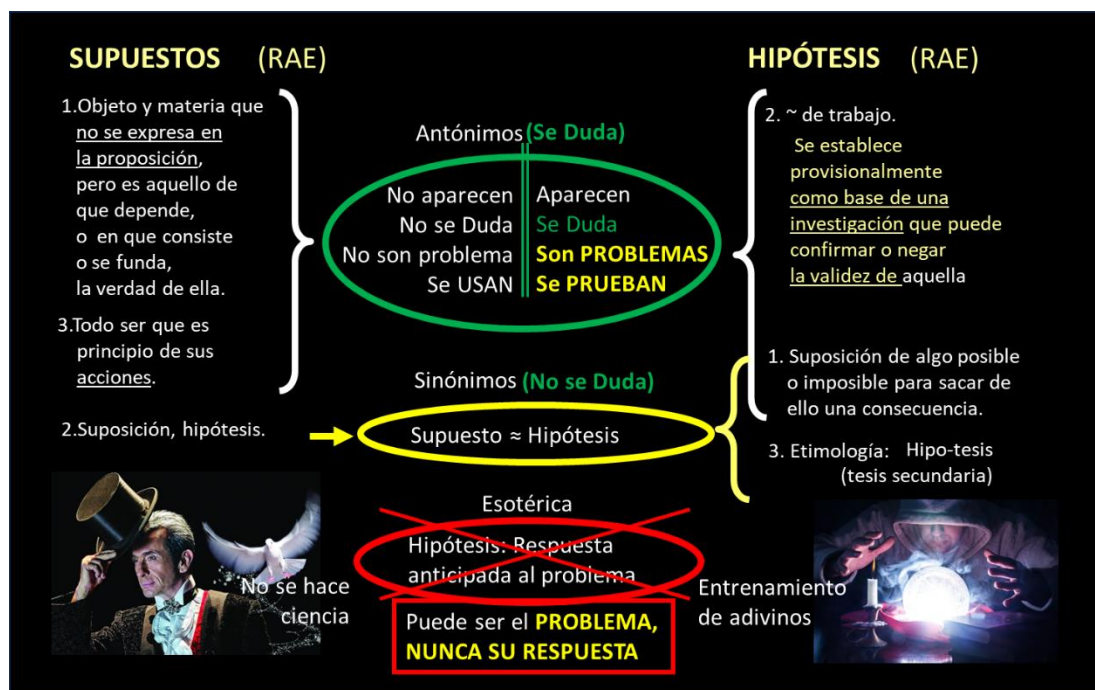 SUPUESTOS (RAE)
1.Objeto y materia que
no se expresa en
la proposición,
pero es aquello de
que depende,
o en que consiste
o se funda,
la verdad de ella.
3.Todo ser que es
principio de sus
acciones.
2.Suposición, hipótesis.
Antónimos (Se Duda)
No aparecen Aparecen
No se Duda Se Duda
No son problema Son PROBLEMAS
Se USAN Se PRUEBAN
Sinónimos (No se Duda)
Supuesto ≈ Hipótesis
HIPÓTESIS (RAE)
2. ~ de trabajo.
Se establece
provisionalmente
como base de una
investigación que puede
confirmar o negar
la validez de aquella
1. Suposición de algo posible
o imposible para sacar de
ello una consecuencia.
3. Etimología: Hipo-tesis
(tesis secundaria)
Esotérica
Hipótesis: Respuesta
anticipada al problema
No se hace
ciencia
Puede ser el PROBLEMA,
NUNCA SU RESPUESTA
Entrenamiento
de adivinos